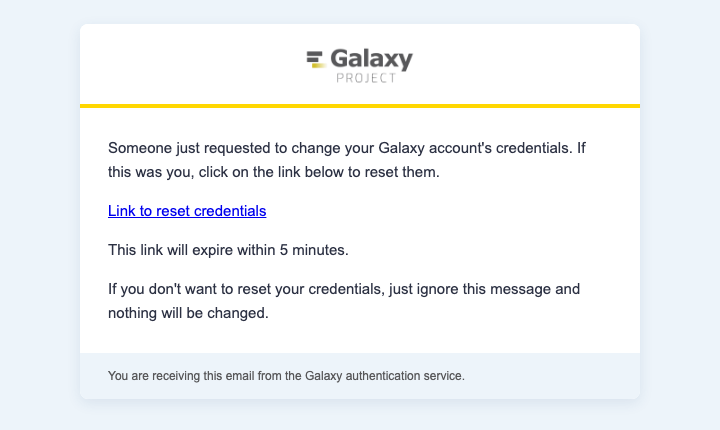 Galaxy
PROJECT
Someone just requested to change your Galaxy account's credentials. If
this was you, click on the link below to reset them.
Link to reset credentials
This link will expire within 5 minutes.
If you don't want to reset your credentials, just ignore this message and
nothing will be changed.
You are receiving this email from the Galaxy authentication service.